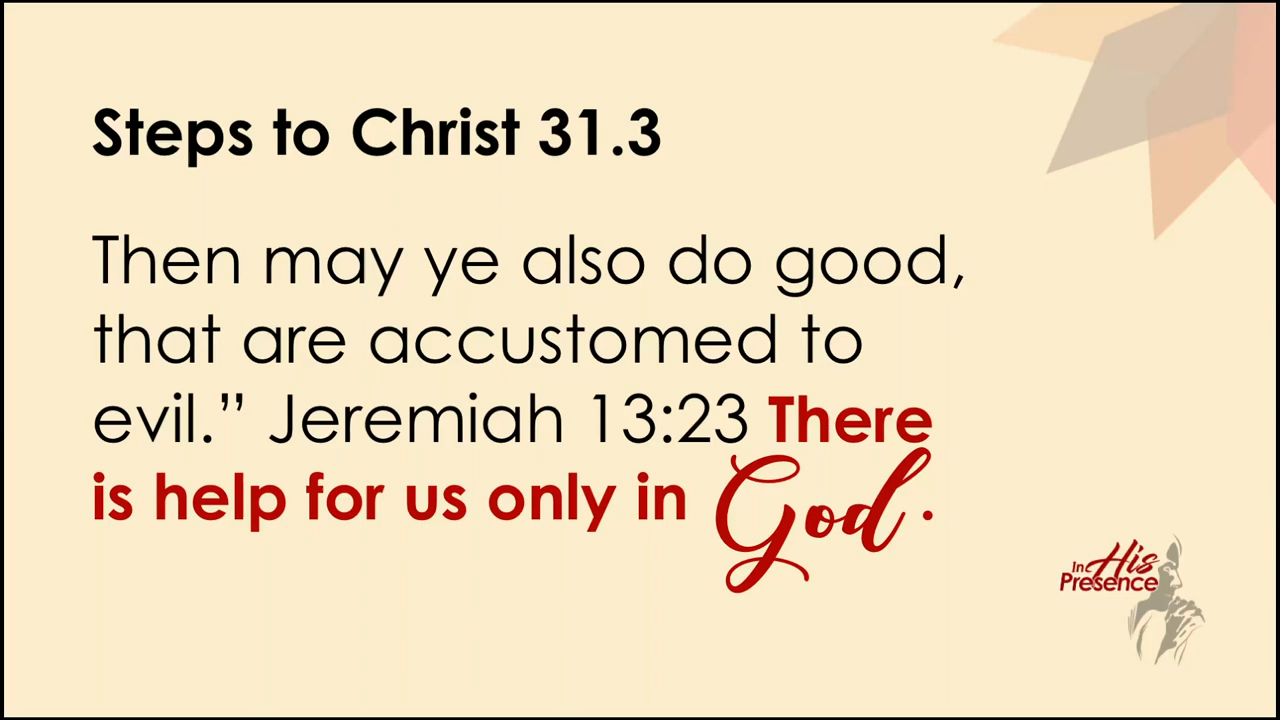 Steps to Christ 31.3
Then may ye also do good,
that are accustomed to
evil.” Jeremiah 13:23 There
is help for us only in God.
In His
Presence